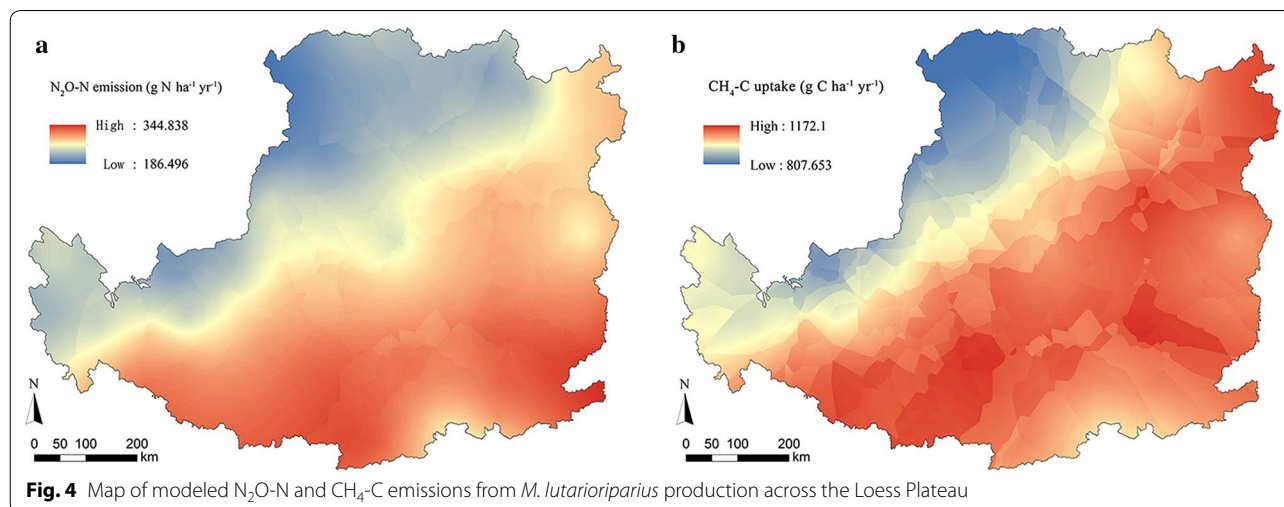 a
N₂O-N emission (g N ha⁻¹ yr⁻¹)
High : 344.838
Low : 186.496
N
0 50 100 200
km
b
CH₄-C uptake (g C ha⁻¹ yr⁻¹)
High : 1172.1
Low : 807.653
N
0 50 100 200
km
Fig. 4 Map of modeled N₂O-N and CH₄-C emissions from M. lutarioriparius production across the Loess Plateau